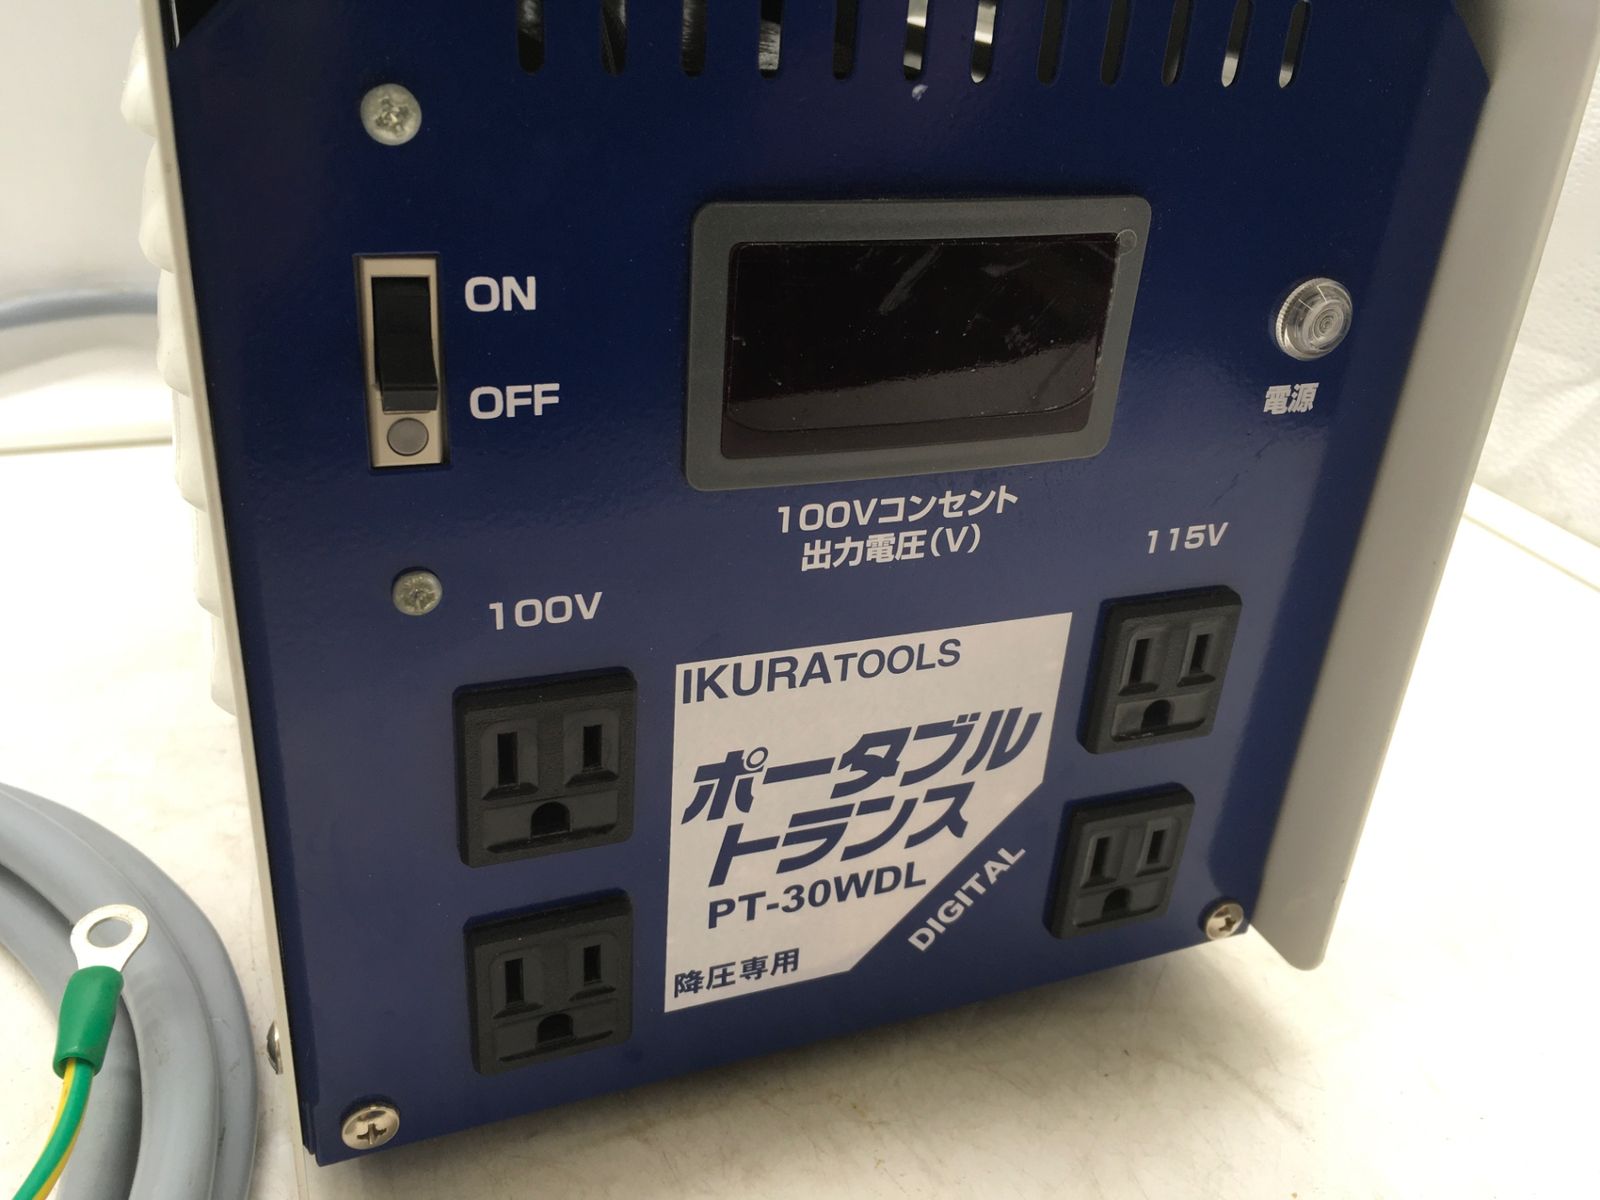 ON
OFF
電源
100Vコンセント
出力電圧(V)
115V
100V
IKURATOOLS
ポータブル
トランス
PT-30WDL
DIGITAL
降圧専用